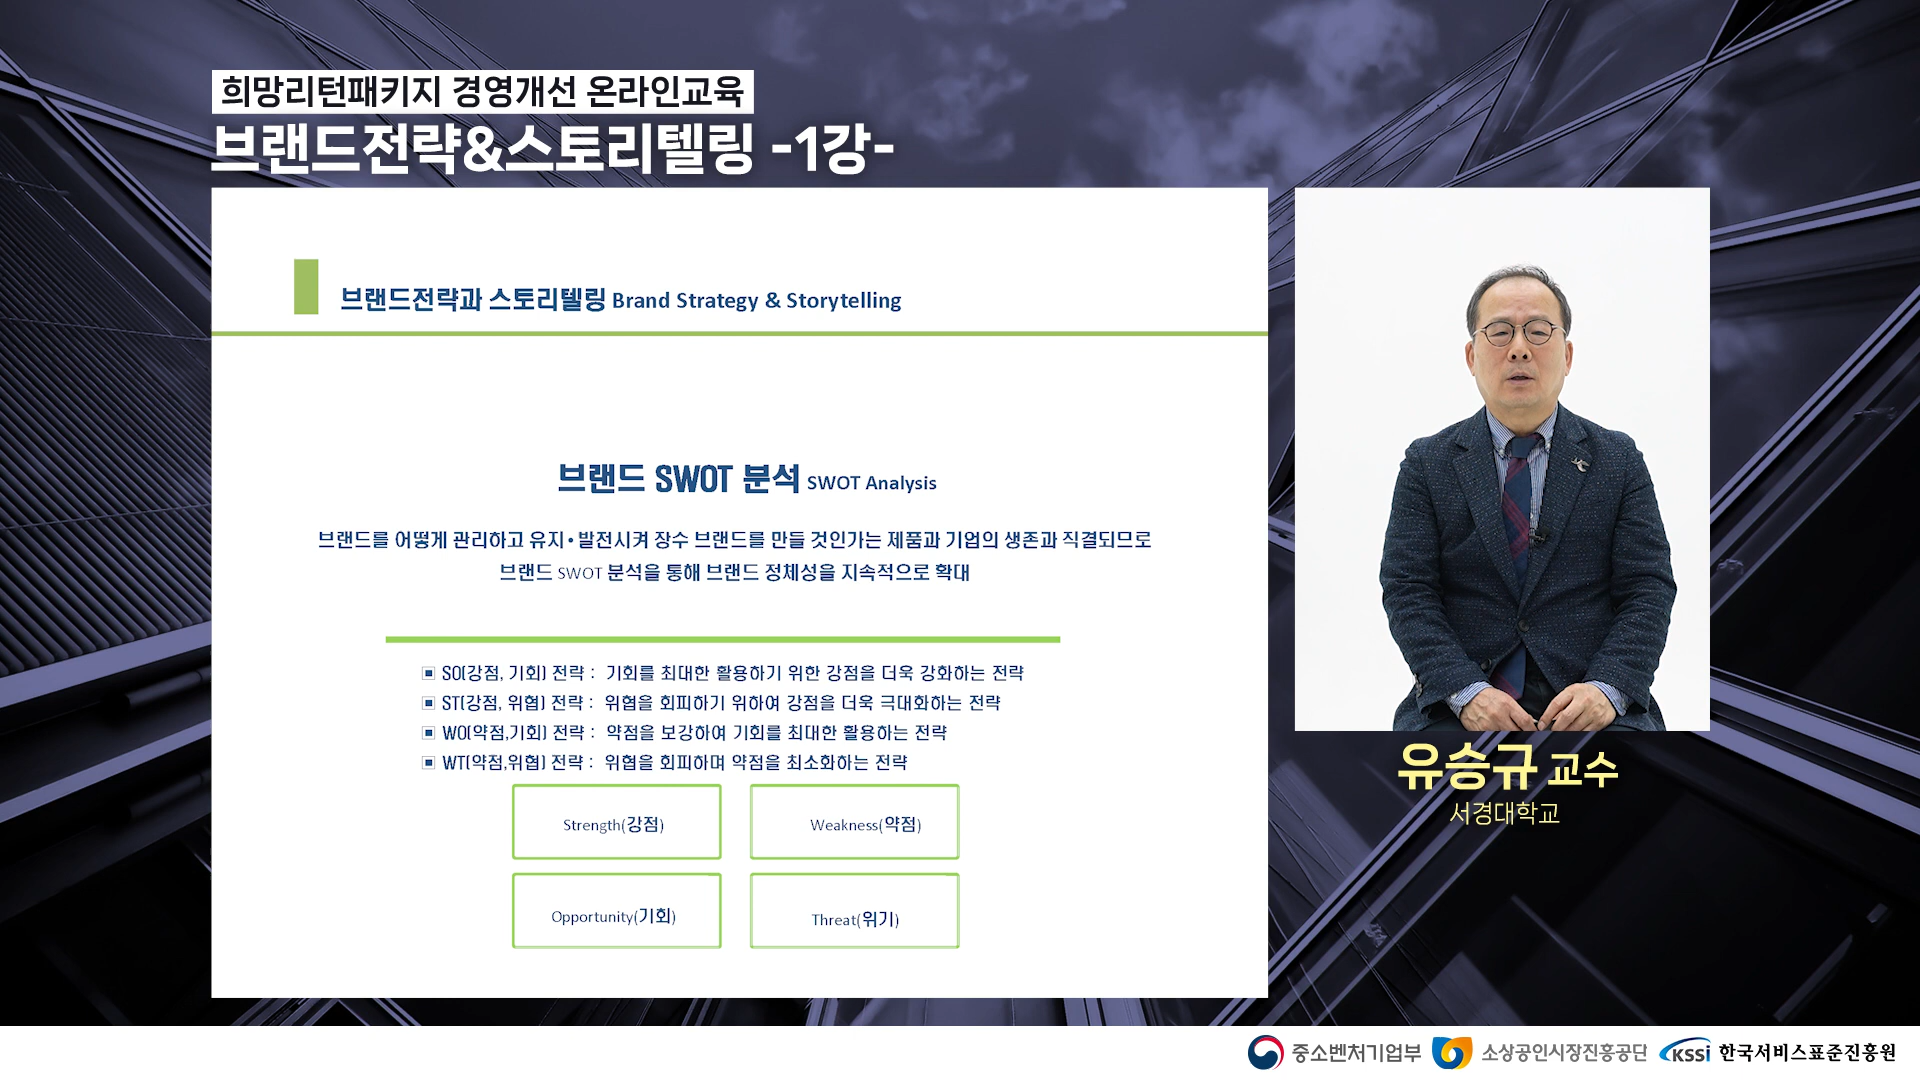 희망리턴패키지 경영개선 온라인교육
브랜드전략&스토리텔링 -1강-
브랜드전략과 스토리텔링 Brand Strategy & Storytelling
브랜드 SWOT 분석 SWOT Analysis
브랜드를 어떻게 관리하고 유지•발전시켜 장수 브랜드를 만들 것인가는 제품과 기업의 생존과 직결되므로
브랜드 SWOT 분석을 통해 브랜드 정체성을 지속적으로 확대
▣ SO(강점, 기회) 전략 : 기회를 최대한 활용하기 위한 강점을 더욱 강화하는 전략
▣ ST(강점, 위협) 전략 : 위협을 회피하기 위하여 강점을 더욱 극대화하는 전략
▣ WO(약점,기회) 전략 : 약점을 보강하여 기회를 최대한 활용하는 전략
▣ WT(약점,위협) 전략 : 위협을 회피하며 약점을 최소화하는 전략
Strength(강점)
Weakness(약점)
Opportunity(기회)
Threat(위기)
유승규 교수
서경대학교
중소벤처기업부
소상공인시장진흥공단
KSSi 한국서비스표준진흥원